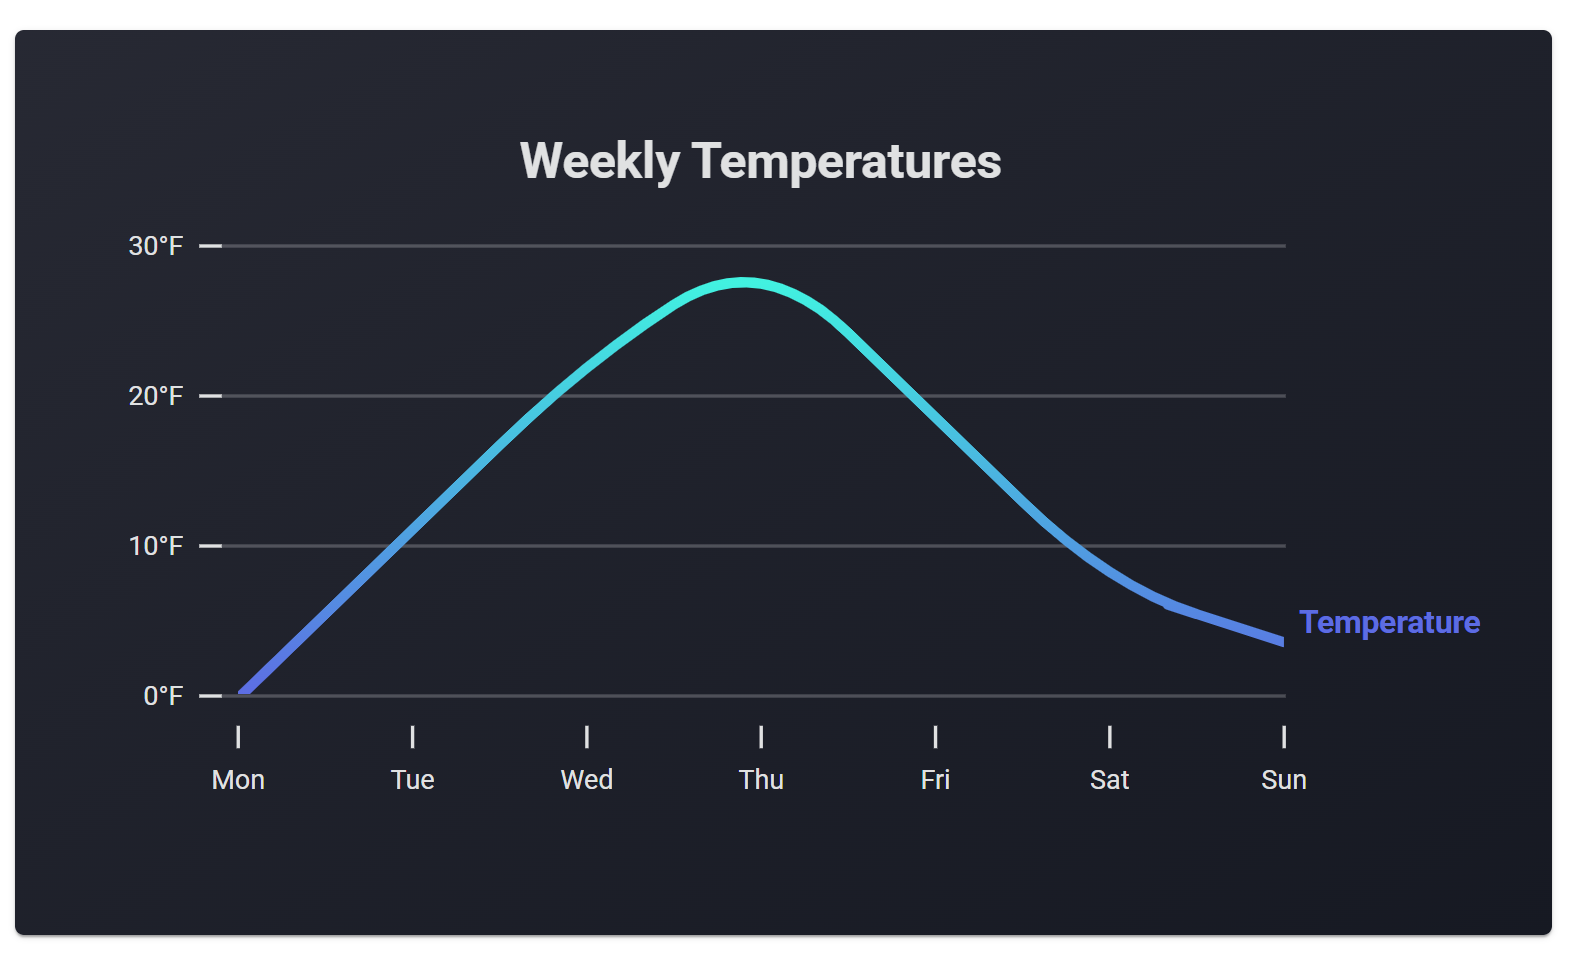 Weekly Temperatures
30°F
20°F
10°F
0°F
Temperature
Mon Tue Wed Thu Fri Sat Sun